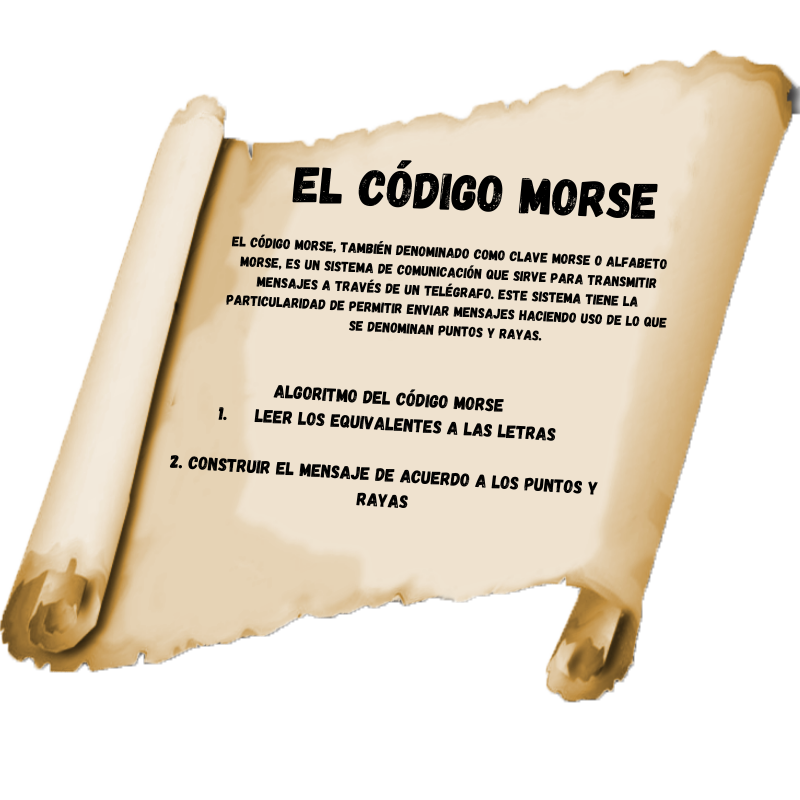 EL CÓDIGO MORSE
EL CÓDIGO MORSE, TAMBIÉN DENOMINADO COMO CLAVE MORSE O ALFABETO
MORSE, ES UN SISTEMA DE COMUNICACIÓN QUE SIRVE PARA TRANSMITIR
MENSAJES A TRAVÉS DE UN TELÉGRAFO. ESTE SISTEMA TIENE LA
PARTICULARIDAD DE PERMITIR ENVIAR MENSAJES HACIENDO USO DE LO QUE
SE DENOMINAN PUNTOS Y RAYAS.
ALGORITMO DEL CÓDIGO MORSE
1. LEER LOS EQUIVALENTES A LAS LETRAS
2. CONSTRUIR EL MENSAJE DE ACUERDO A LOS PUNTOS Y
RAYAS